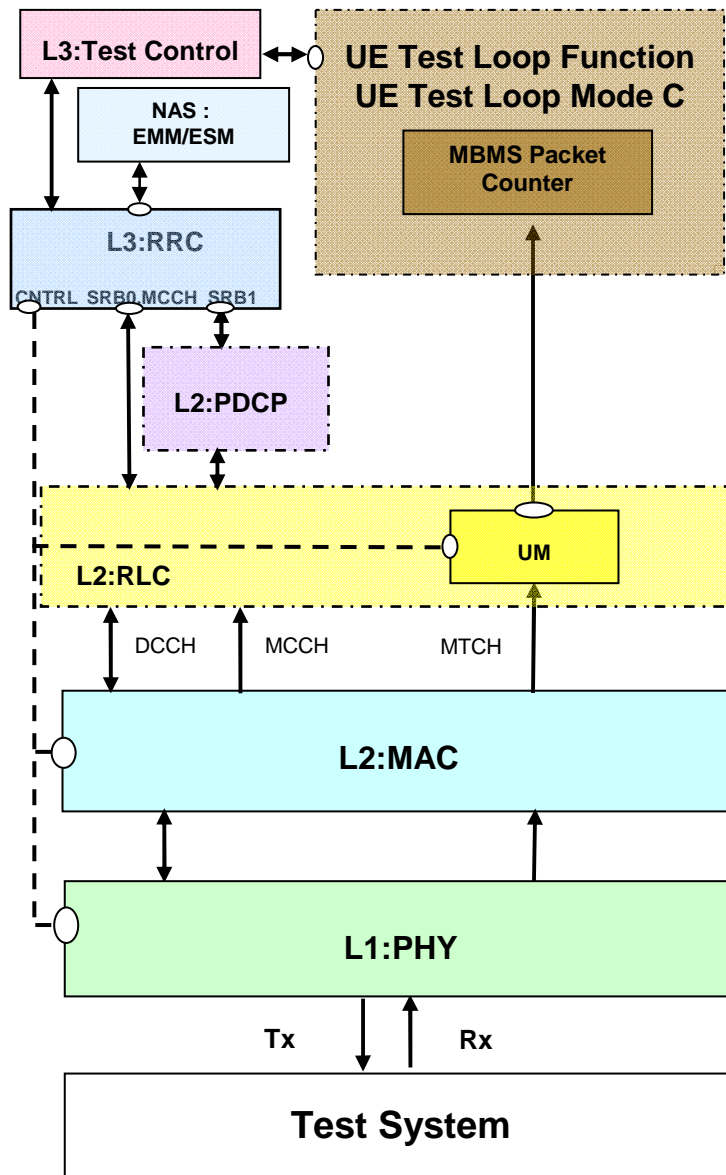 L3:Test Control
UE Test Loop Function
UE Test Loop Mode C
NAS :
EMM/ESM
MBMS Packet
Counter
L3:RRC
CNTRL SRB0,MCCH SRB1
L2:PDCP
UM
L2:RLC
DCCH
MCCH
MTCH
L2:MAC
L1:PHY
Tx
Rx
Test System